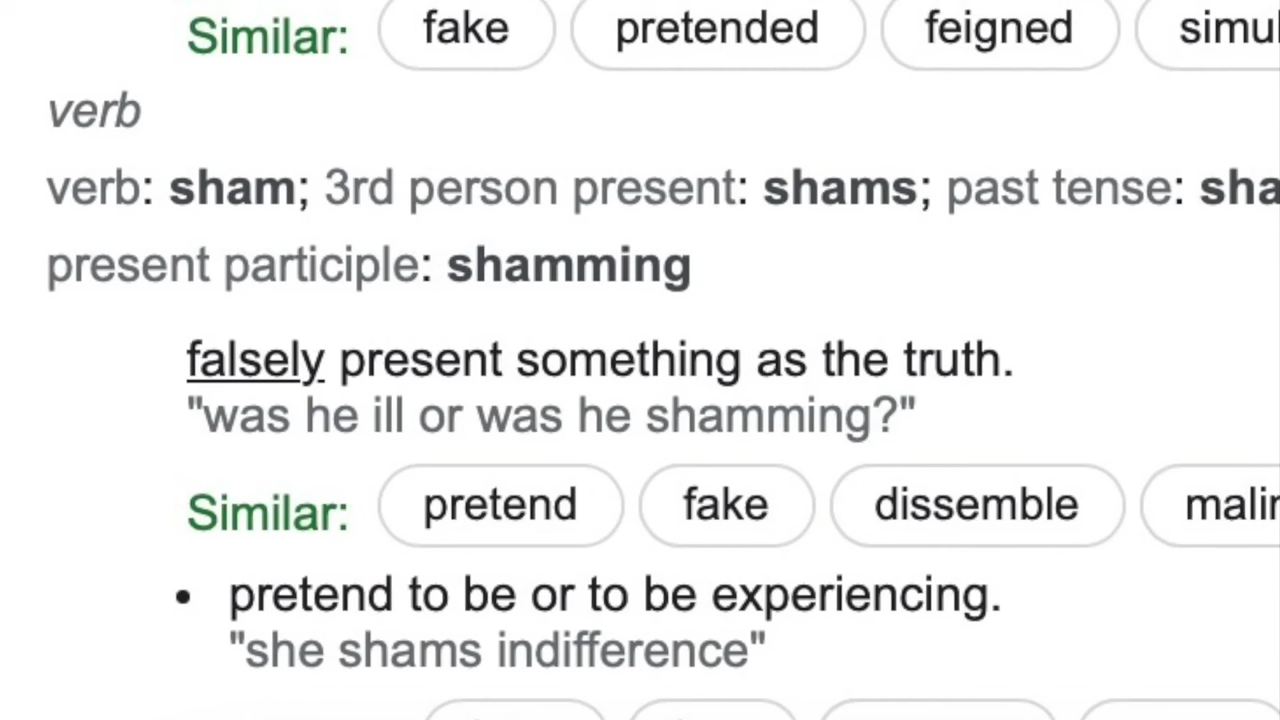 Similar: fake pretended feigned
verb
verb: sham; 3rd person present: shams; past tense:
present participle: shamming
falsely present something as the truth.
"was he ill or was he shamming?"
Similar: pretend fake dissemble
• pretend to be or to be experiencing.
"she shams indifference"